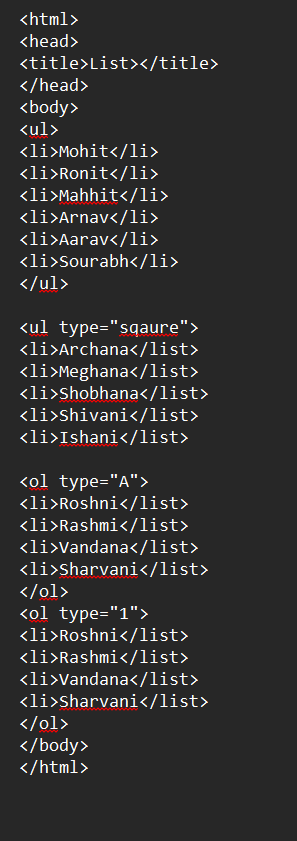 <html>
<head>
<title>List></title>
</head>
<body>
<ul>
<li>Mohit</li>
<li>Ronit</li>
<li>Mahhit</li>
<li>Arnav</li>
<li>Aarav</li>
<li>Sourabh</li>
</ul>

<ul type="sqaure">
<li>Archana</list>
<li>Meghana</list>
<li>Shobhana</list>
<li>Shivani</list>
<li>Ishani</list>

<ol type="A">
<li>Roshni</list>
<li>Rashmi</list>
<li>Vandana</list>
<li>Sharvani</list>
</ol>
<ol type="1">
<li>Roshni</list>
<li>Rashmi</list>
<li>Vandana</list>
<li>Sharvani</list>
</ol>
</body>
</html>